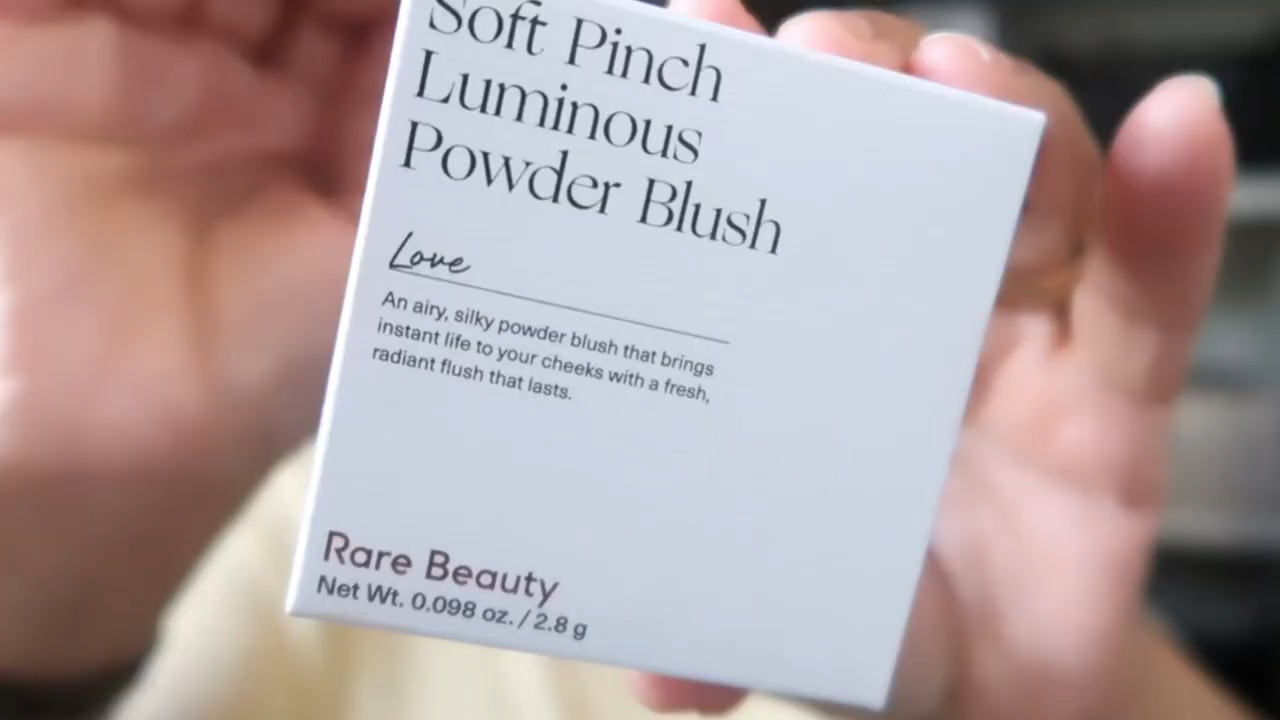 Soft Pinch
Luminous
Powder Blush
Love
An airy, silky powder blush that brings
instant life to your cheeks with a fresh,
radiant flush that lasts.
Rare Beauty
Net Wt. 0.098 oz. / 2.8 g